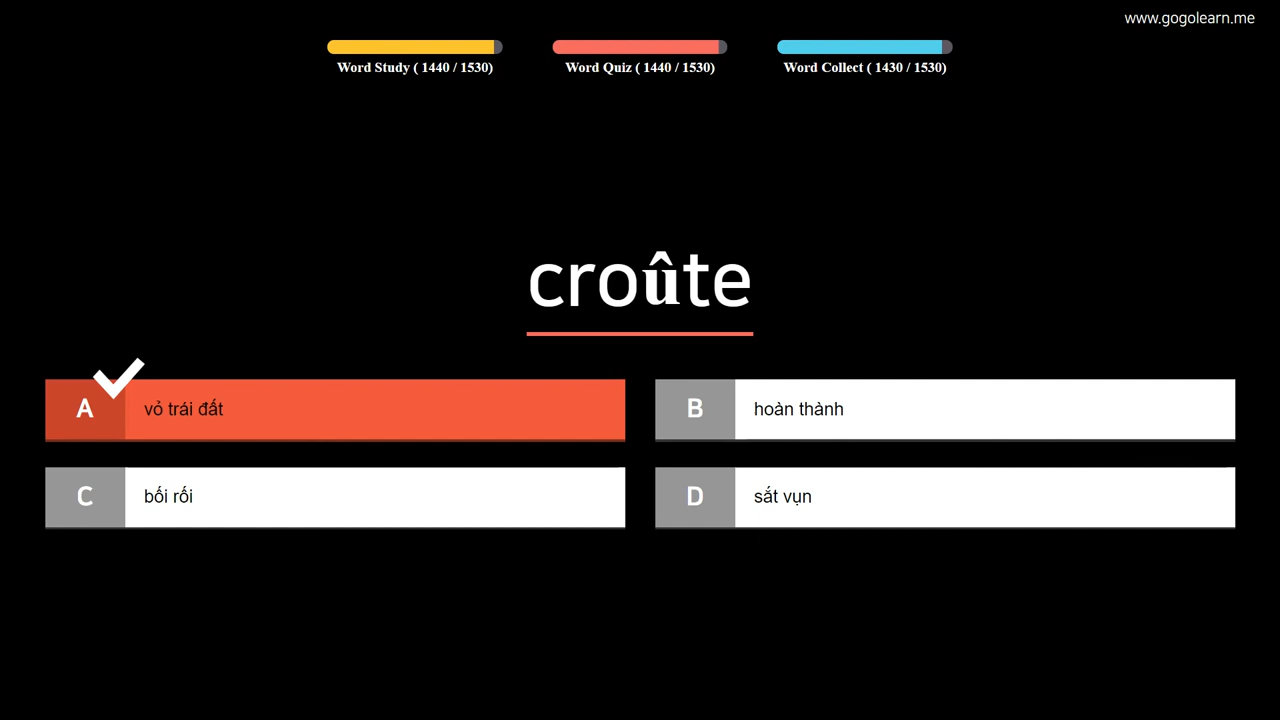 www.gogolearn.me
Word Study ( 1440 / 1530)
Word Quiz ( 1440 / 1530)
Word Collect ( 1430 / 1530)
croûte
A vỏ trái đất
B hoàn thành
C bối rối
D sắt vụn